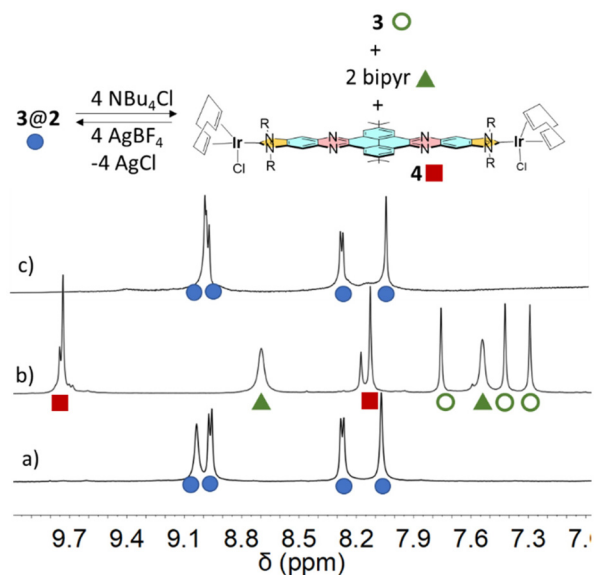 3
+
2 bipyr
+
3@2
4 NBu₄Cl
4 AgBF₄
-4 AgCl
R R
Ir N N N N Ir
Cl R R Cl
4
c)
b)
a)
9.7 9.4 9.1 8.8 8.5 8.2 7.9 7.6 7.3
δ (ppm)